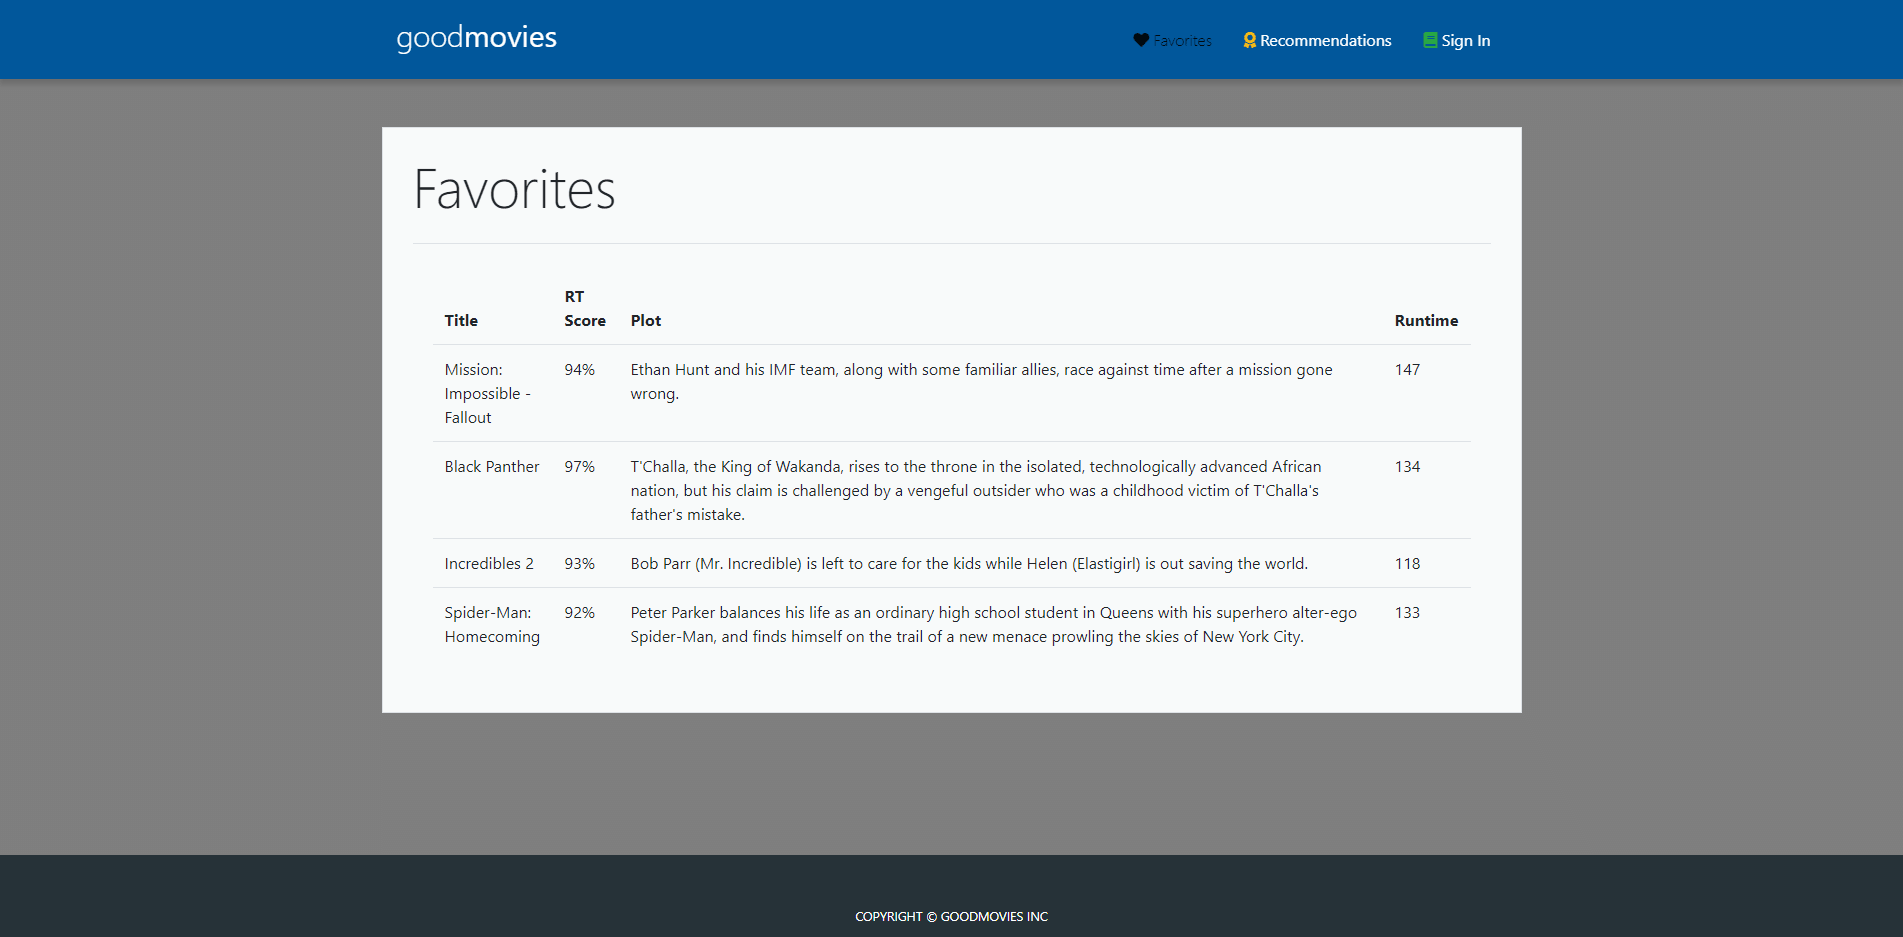 goodmovies
Favorites
Recommendations
Sign In
Favorites
Title
RT
Score
Plot
Runtime
Mission:
Impossible -
Fallout
94%
Ethan Hunt and his IMF team, along with some familiar allies, race against time after a mission gone
wrong.
147
Black Panther
97%
T'Challa, the King of Wakanda, rises to the throne in the isolated, technologically advanced African
nation, but his claim is challenged by a vengeful outsider who was a childhood victim of T'Challa's
father's mistake.
134
Incredibles 2
93%
Bob Parr (Mr. Incredible) is left to care for the kids while Helen (Elastigirl) is out saving the world.
118
Spider-Man:
Homecoming
92%
Peter Parker balances his life as an ordinary high school student in Queens with his superhero alter-ego
Spider-Man, and finds himself on the trail of a new menace prowling the skies of New York City.
133
COPYRIGHT © GOODMOVIES INC